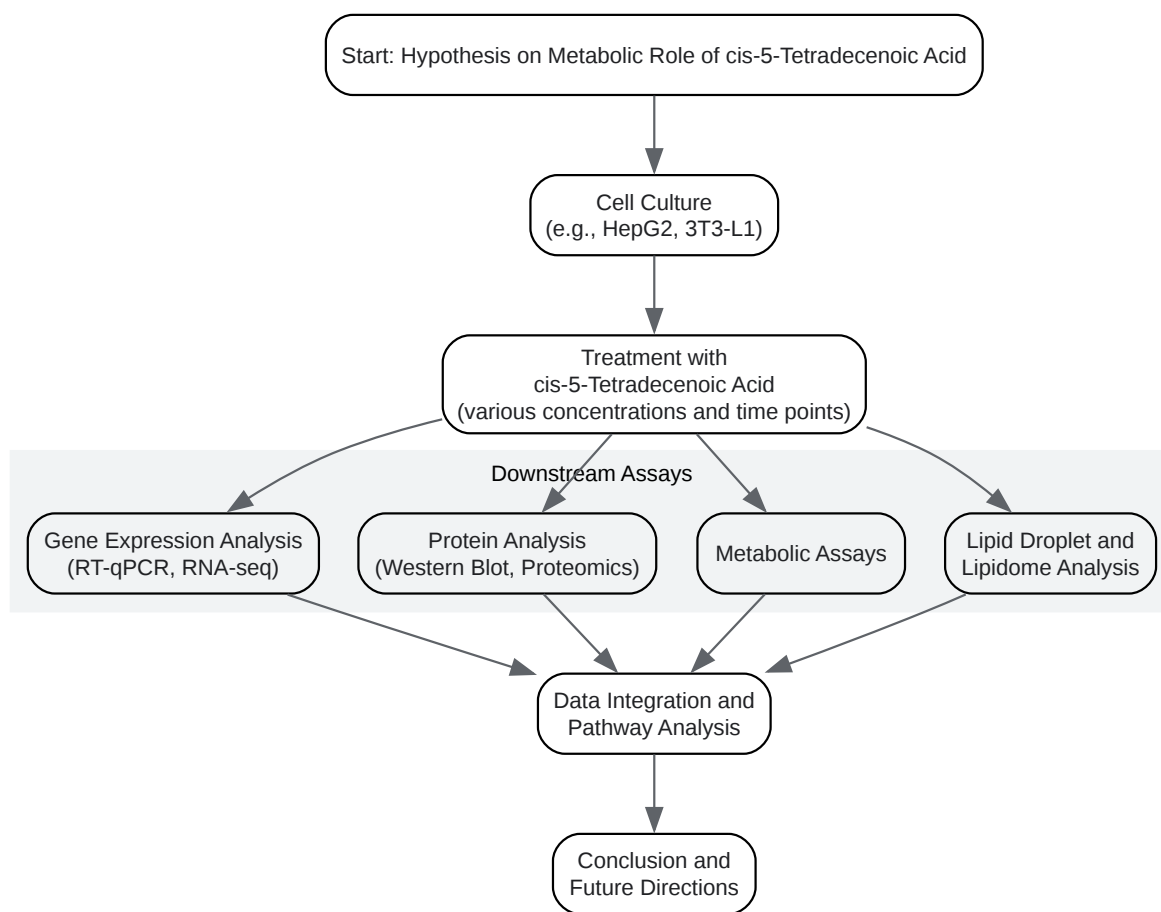 Start: Hypothesis on Metabolic Role of cis-5-Tetradecenoic Acid
Cell Culture
(e.g., HepG2, 3T3-L1)
Treatment with
cis-5-Tetradecenoic Acid
(various concentrations and time points)
Downstream Assays
Gene Expression Analysis
(RT-qPCR, RNA-seq)
Protein Analysis
(Western Blot, Proteomics)
Metabolic Assays
Lipid Droplet and
Lipidome Analysis
Data Integration and
Pathway Analysis
Conclusion and
Future Directions